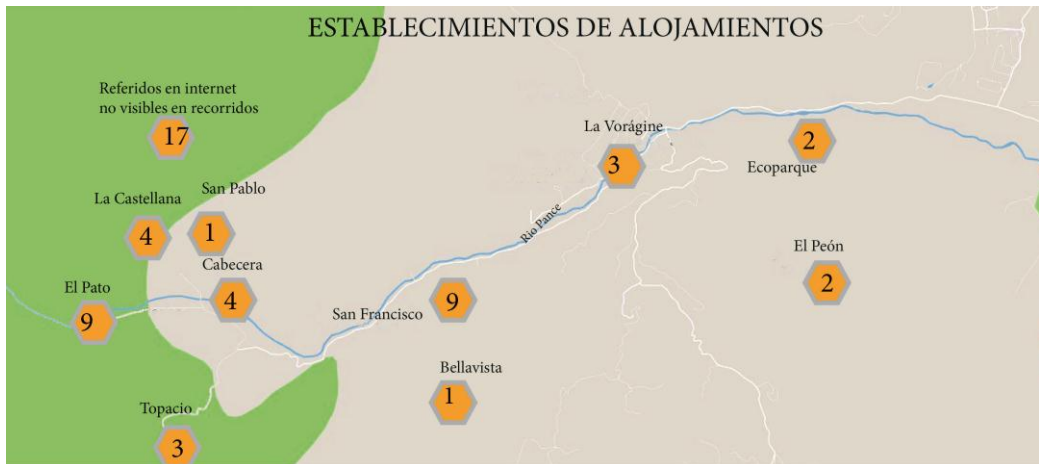 ESTABLECIMIENTOS DE ALOJAMIENTOS
Referidos en internet
no visibles en recorridos
17
La Vorágine
3
2
Ecoparque
La Castellana
4
San Pablo
1
Rio Pance
El Peón
2
El Pato
9
Cabecera
4
San Francisco
9
Bellavista
1
Topacio
3